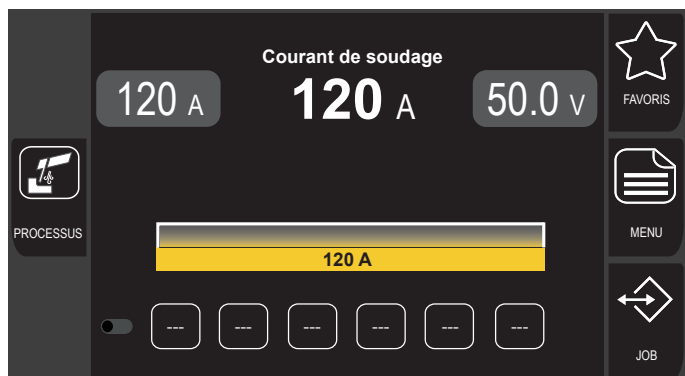 Courant de soudage
120 A
120 A
50.0 V
FAVORIS
PROCESSUS
MENU
120 A
--- --- --- --- --- ---
JOB